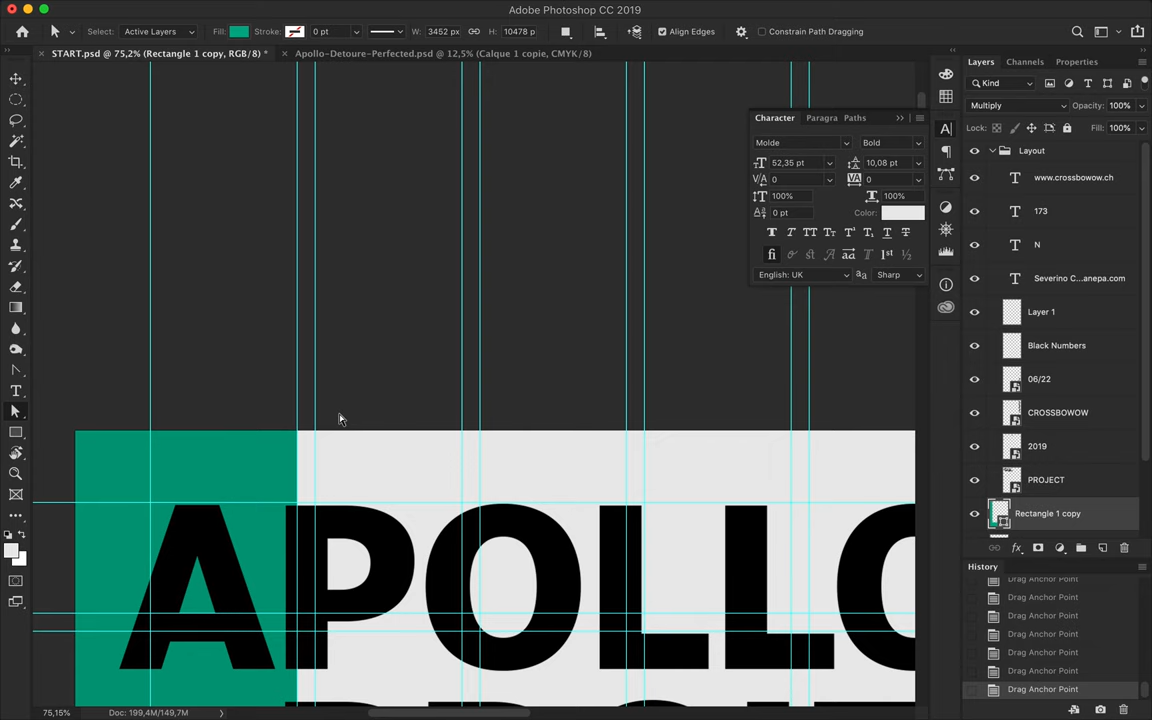 Adobe Photoshop CC 2019
Select: Active Layers Fill: Stroke: 0 pt W: 3452 px H: 10478 p Align Edges Constrain Path Dragging
START.psd @ 75,2% (Rectangle 1 copy, RGB/8) * Apollo-Detoure-Perfected.psd @ 12,5% (Calque 1 copie, CMYK/8)
Layers Channels Properties
Kind
Multiply Opacity: 100%
Lock: Fill: 100%
Layout
www.crossbowow.ch
173
N
Severino C...anepa.com
Layer 1
Black Numbers
06/22
CROSSBOWOW
2019
PROJECT
Rectangle 1 copy
History
Drag Anchor Point
Drag Anchor Point
Drag Anchor Point
Drag Anchor Point
Drag Anchor Point
Drag Anchor Point
Drag Anchor Point
Character Paragra Paths
Molde Bold
52,35 pt 10,08 pt
0 0
100% 100%
0 pt Color:
English: UK Sharp
APOLLO
75,15% Doc: 199,4M/149,7M